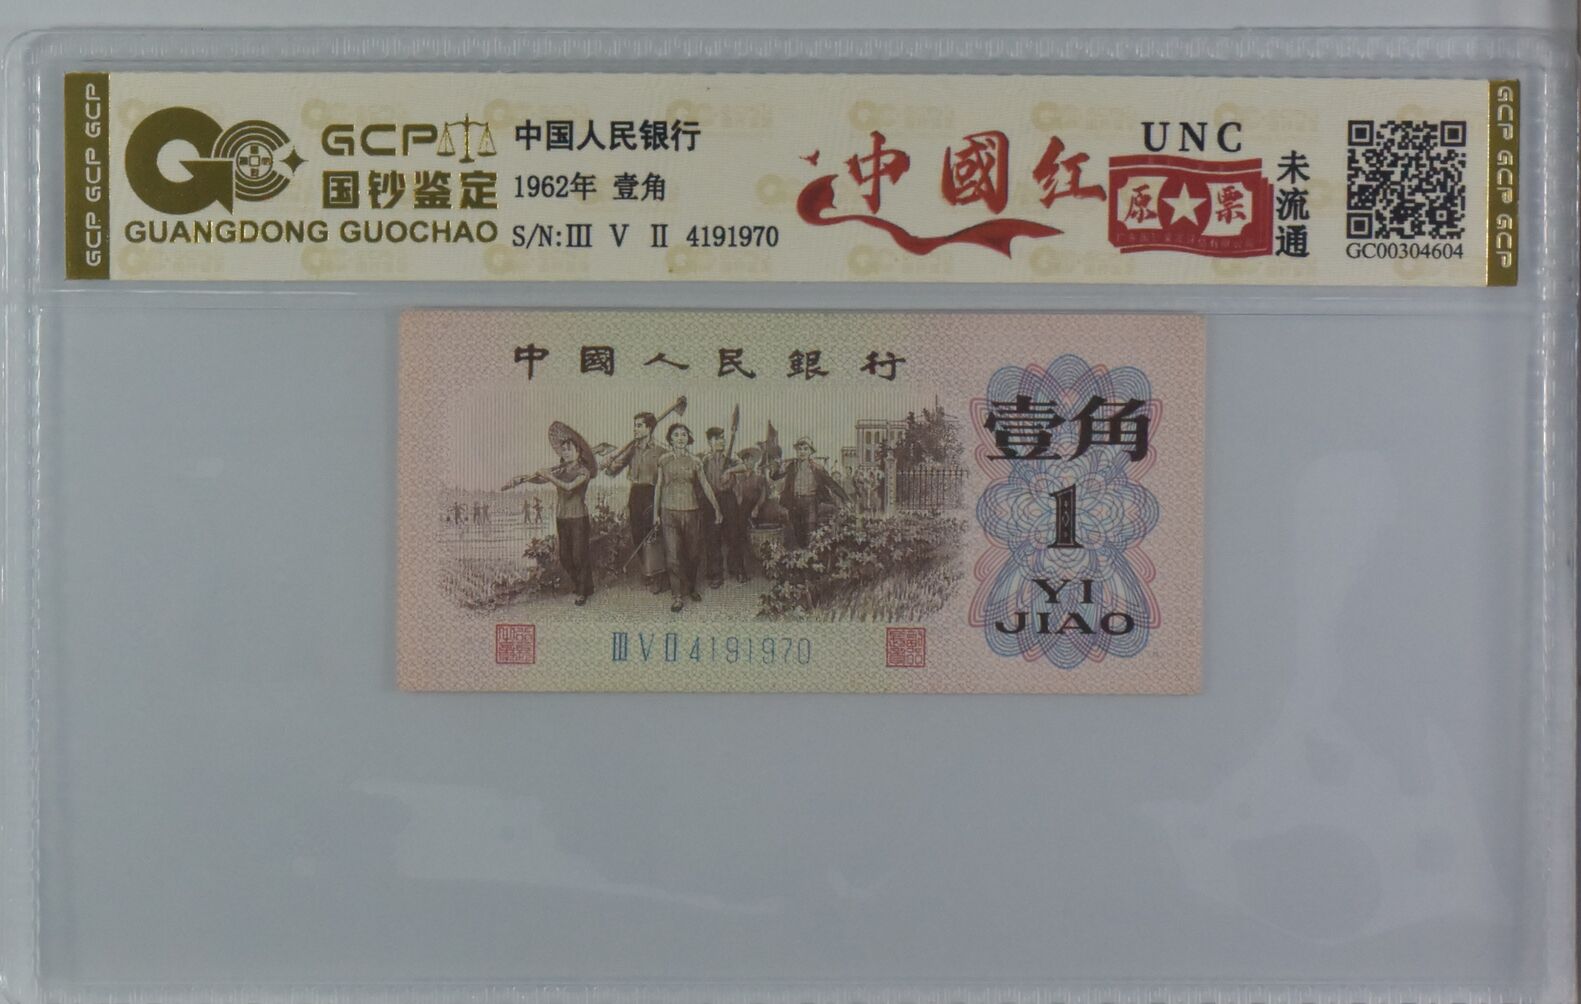 GCP GCP GCP
GCP
国钞鉴定
GUANGDONG GUOCHAO
中国人民银行
1962年 壹角
S/N:Ⅲ Ⅴ Ⅱ 4191970
中國红
UNC
原★票
未流通
GC00304604
GCP GCP GCP
中國人民銀行
壹角
1
YI
JIAO
ⅢⅤⅡ4191970